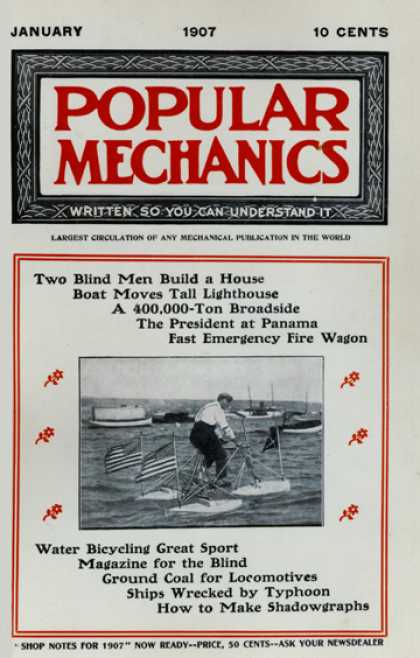 JANUARY 1907 10 CENTS
POPULAR
MECHANICS
WRITTEN SO YOU CAN UNDERSTAND IT
LARGEST CIRCULATION OF ANY MECHANICAL PUBLICATION IN THE WORLD
Two Blind Men Build a House
Boat Moves Tall Lighthouse
A 400,000-Ton Broadside
The President at Panama
Fast Emergency Fire Wagon
Water Bicycling Great Sport
Magazine for the Blind
Ground Coal for Locomotives
Ships Wrecked by Typhoon
How to Make Shadowgraphs
"SHOP NOTES FOR 1907" NOW READY--PRICE, 50 CENTS--ASK YOUR NEWSDEALER